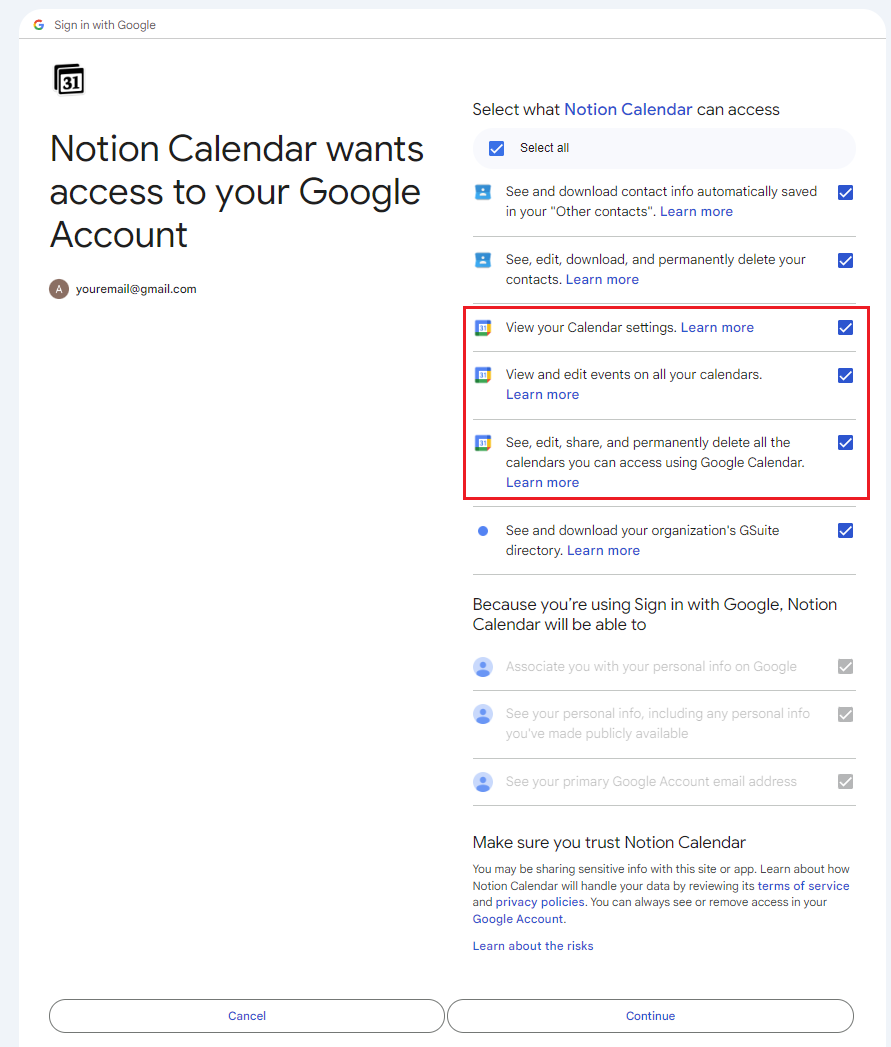 Sign in with Google
31
Notion Calendar wants
access to your Google
Account
A youremail@gmail.com
Select what Notion Calendar can access
Select all
See and download contact info automatically saved
in your "Other contacts". Learn more
See, edit, download, and permanently delete your
contacts. Learn more
31 View your Calendar settings. Learn more
31 View and edit events on all your calendars.
Learn more
31 See, edit, share, and permanently delete all the
calendars you can access using Google Calendar.
Learn more
See and download your organization's GSuite
directory. Learn more
Because you’re using Sign in with Google, Notion
Calendar will be able to
Associate you with your personal info on Google
See your personal info, including any personal info
you've made publicly available
See your primary Google Account email address
Make sure you trust Notion Calendar
You may be sharing sensitive info with this site or app. Learn about how
Notion Calendar will handle your data by reviewing its terms of service
and privacy policies. You can always see or remove access in your
Google Account.
Learn about the risks
Cancel
Continue